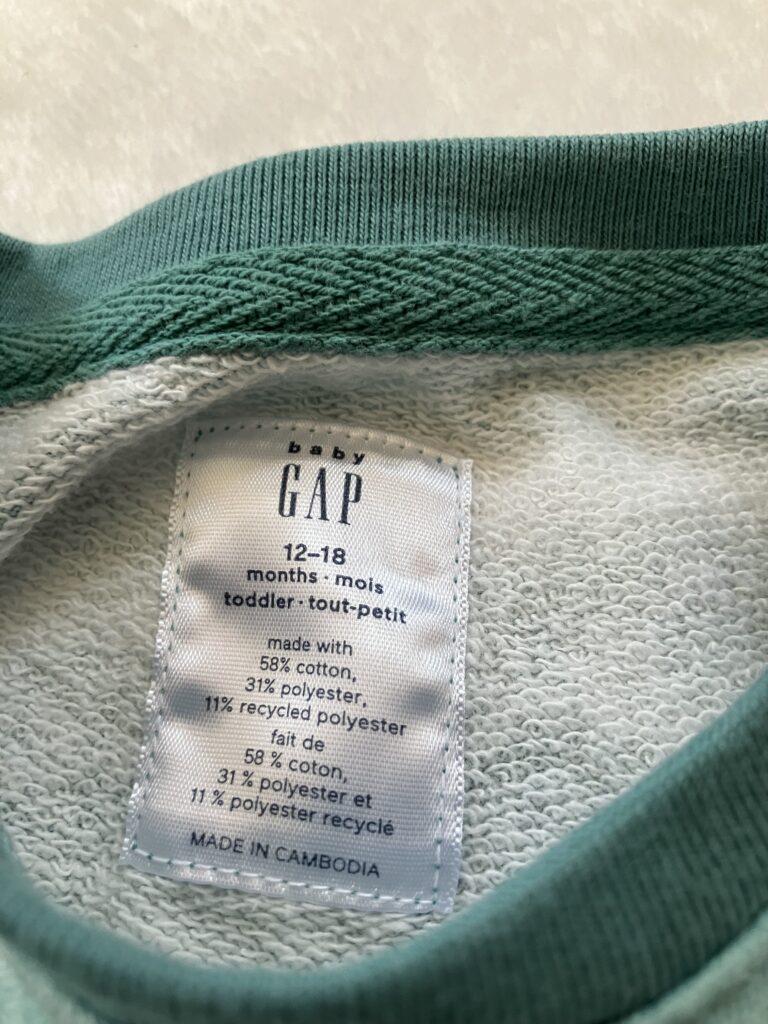 baby
GAP
12–18
months · mois
toddler · tout-petit
made with
58% cotton,
31% polyester,
11% recycled polyester
fait de
58 % coton,
31 % polyester et
11 % polyester recyclé
MADE IN CAMBODIA